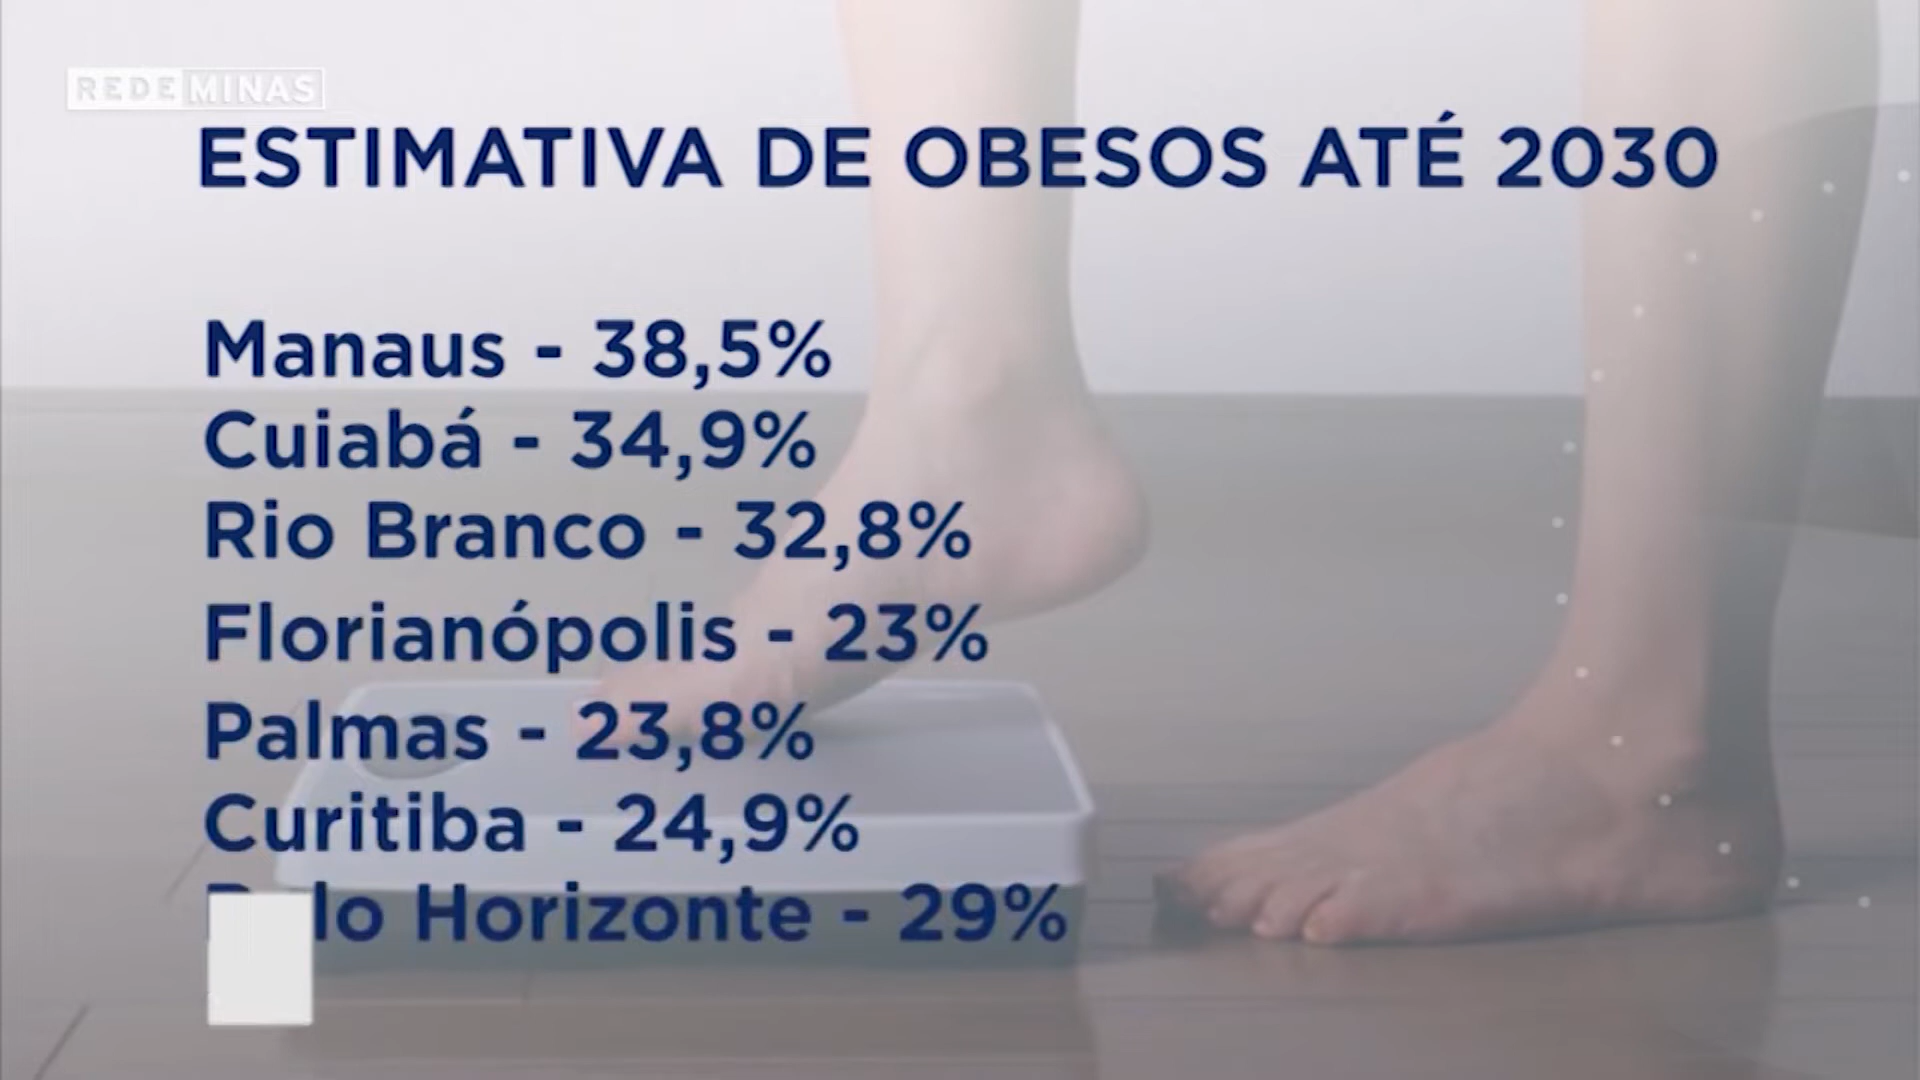 REDE MINAS
ESTIMATIVA DE OBESOS ATÉ 2030
Manaus - 38,5%
Cuiabá - 34,9%
Rio Branco - 32,8%
Florianópolis - 23%
Palmas - 23,8%
Curitiba - 24,9%
lo Horizonte - 29%